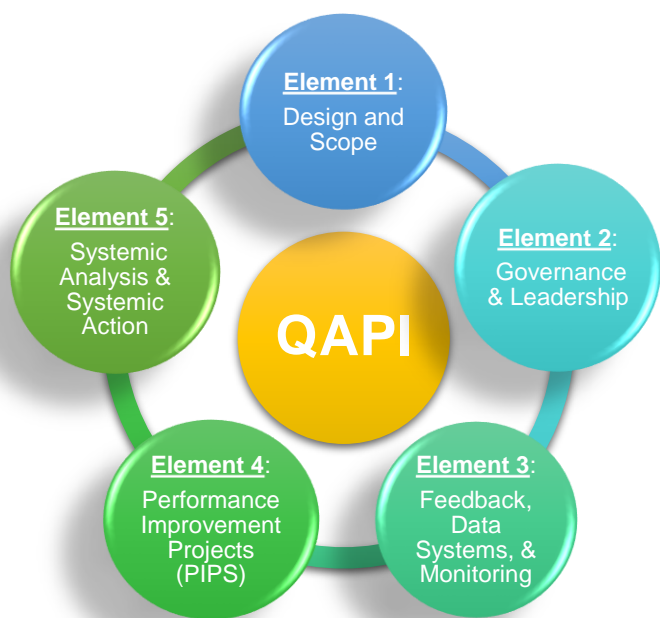 Element 1:
Design and
Scope
Element 2:
Governance
& Leadership
Element 3:
Feedback,
Data
Systems, &
Monitoring
Element 4:
Performance
Improvement
Projects
(PIPS)
Element 5:
Systemic
Analysis &
Systemic
Action
QAPI